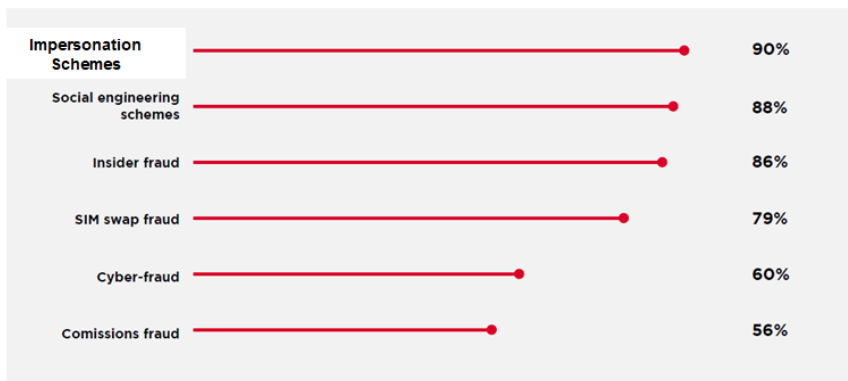 Impersonation
Schemes
90%
Social engineering
schemes
88%
Insider fraud
86%
SIM swap fraud
79%
Cyber-fraud
60%
Comissions fraud
56%